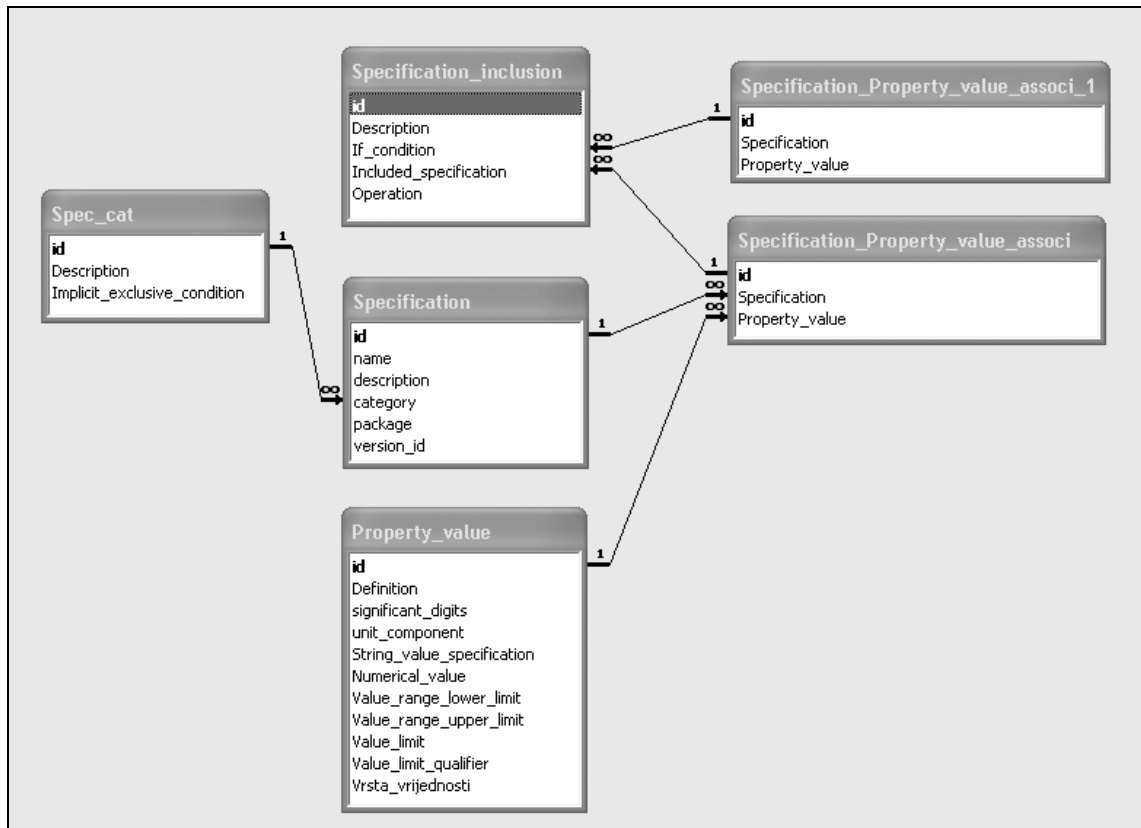 Specification_inclusion
id
Description
If_condition
Included_specification
Operation
Specification_Property_value_associ_1
id
Specification
Property_value
1
∞
∞
Spec_cat
id
Description
Implicit_exclusive_condition
1
∞
Specification
id
name
description
category
package
version_id
1
Specification_Property_value_associ
id
Specification
Property_value
1
∞
∞
Property_value
id
Definition
significant_digits
unit_component
String_value_specification
Numerical_value
Value_range_lower_limit
Value_range_upper_limit
Value_limit
Value_limit_qualifier
Vrsta_vrijednosti
1